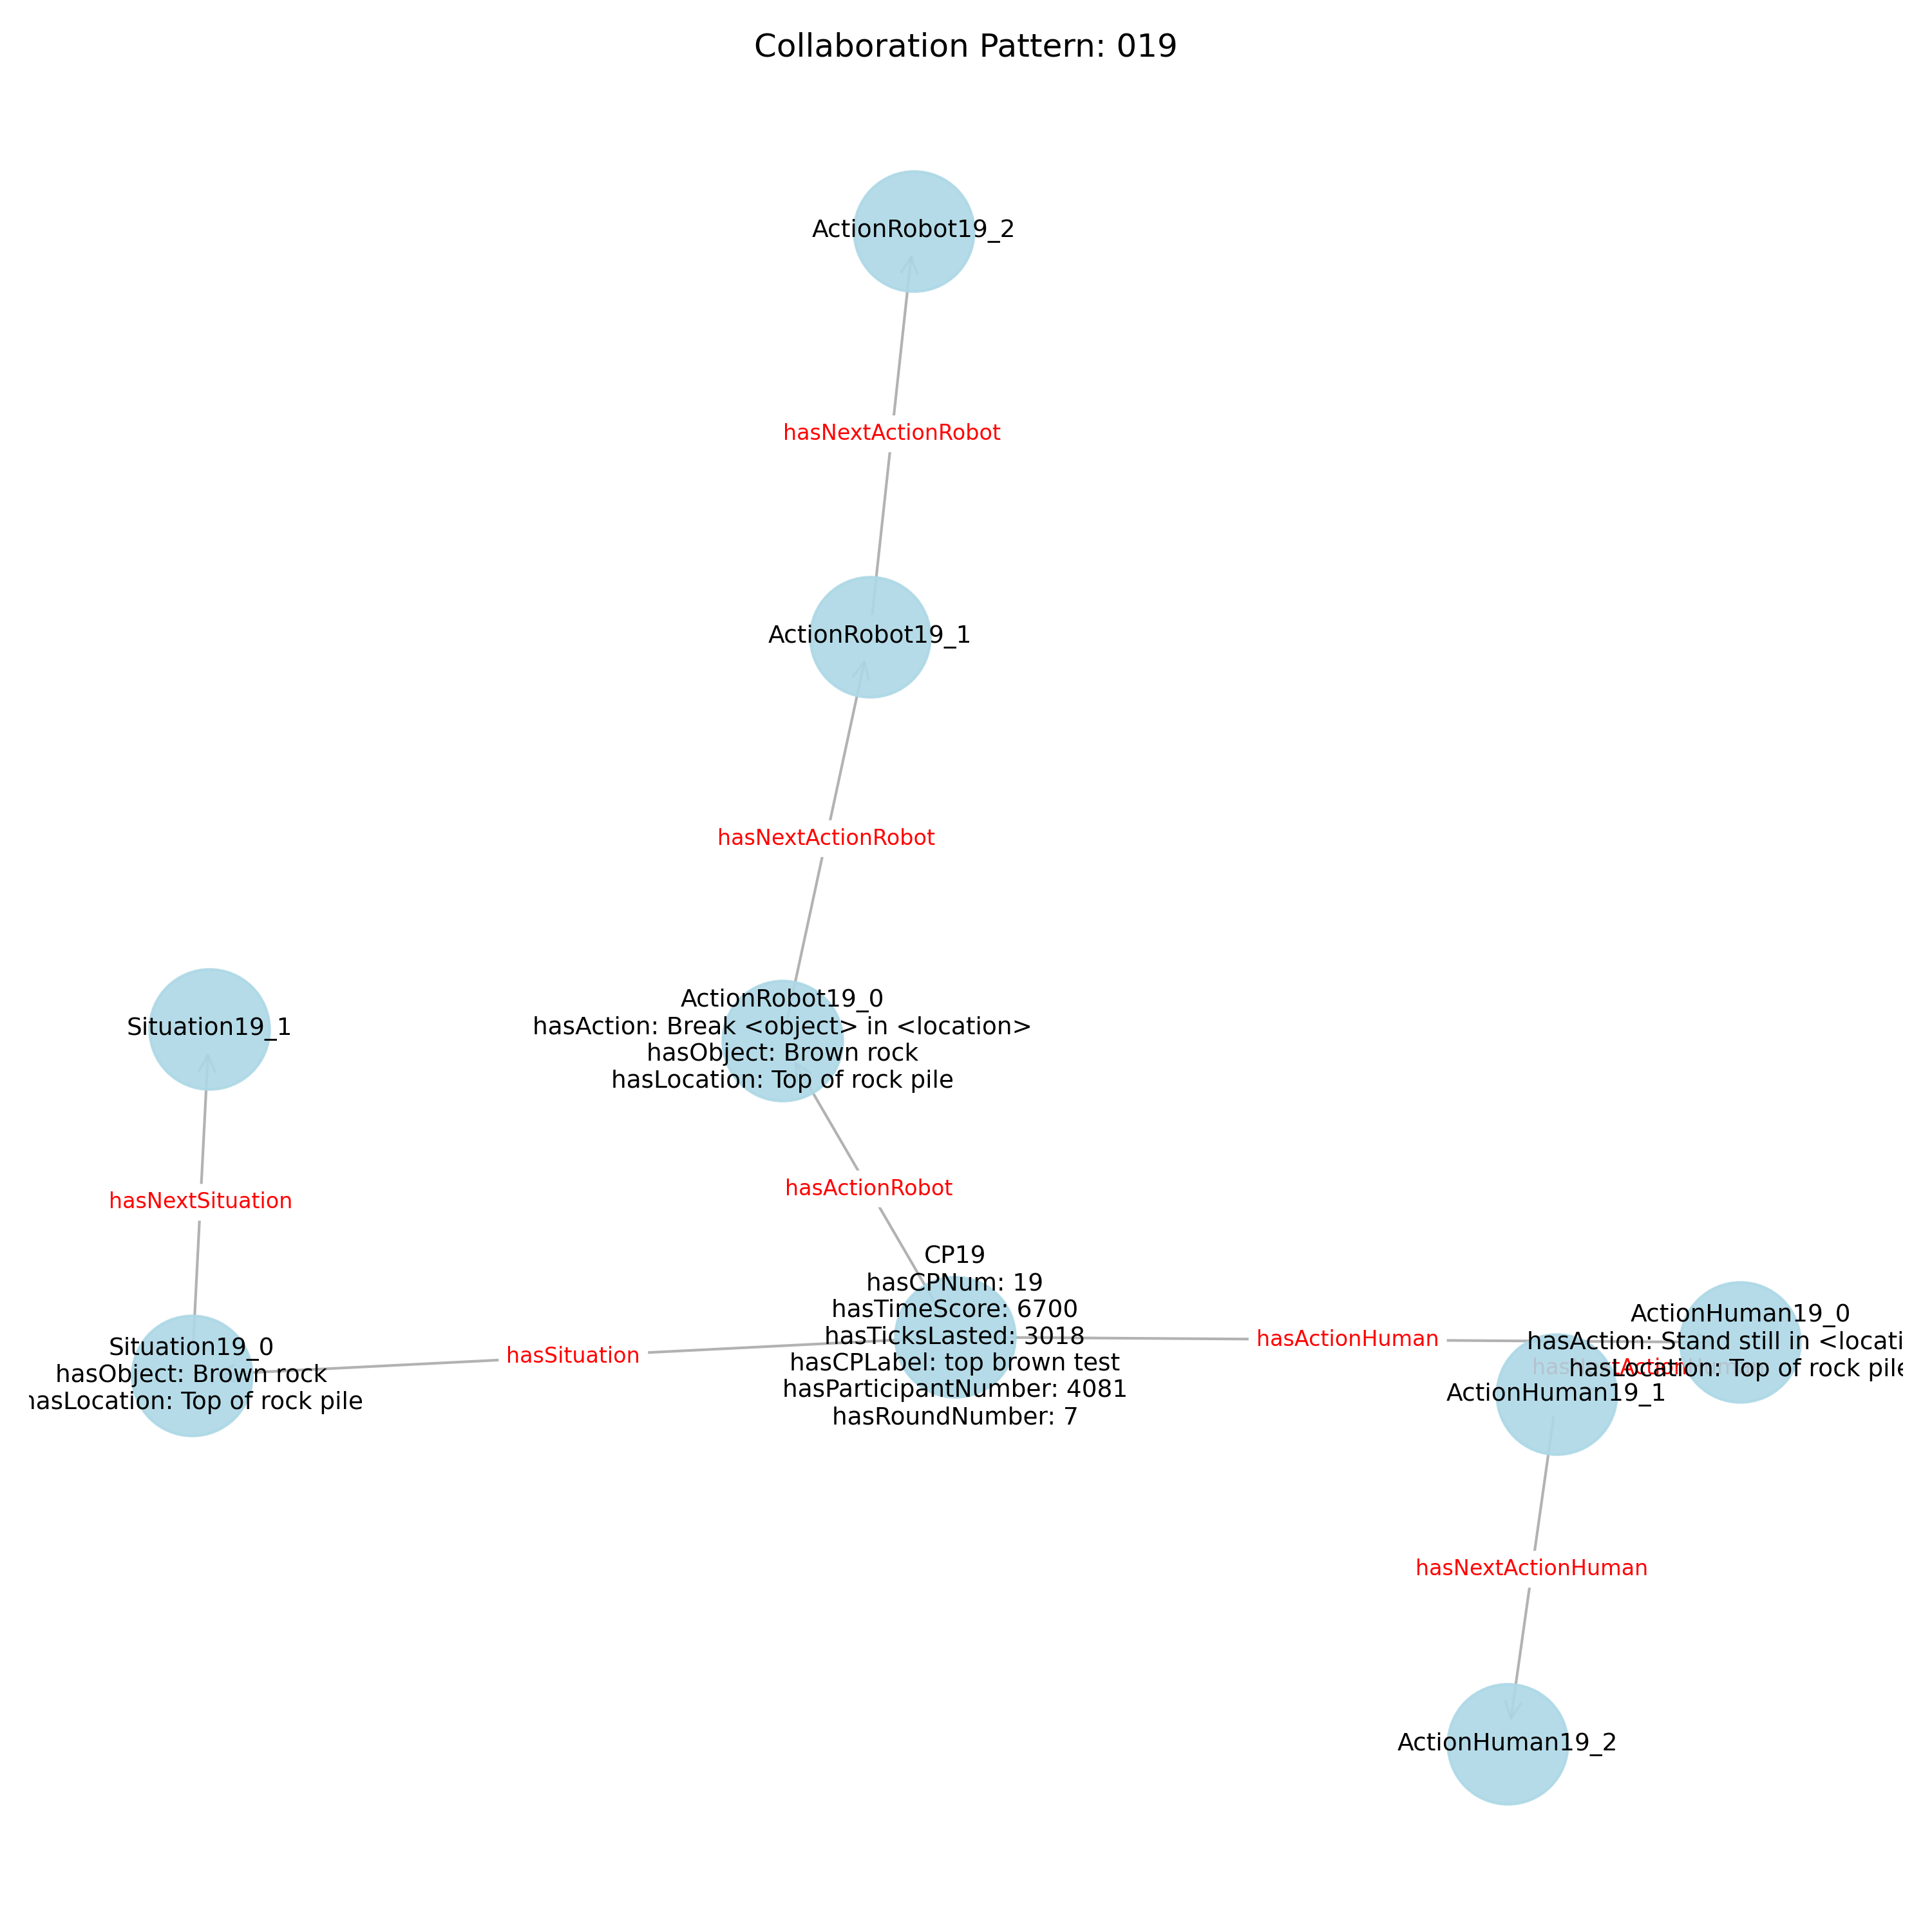 Collaboration Pattern: 019
ActionRobot19_2
hasNextActionRobot
ActionRobot19_1
hasNextActionRobot
ActionRobot19_0
hasAction: Break <object> in <location>
hasObject: Brown rock
hasLocation: Top of rock pile
Situation19_1
hasNextSituation
hasActionRobot
CP19
hasCPNum: 19
hasTimeScore: 6700
hasTicksLasted: 3018
hasCPLabel: top brown test
hasParticipantNumber: 4081
hasRoundNumber: 7
Situation19_0
hasObject: Brown rock
hasLocation: Top of rock pile
hasSituation
hasActionHuman
ActionHuman19_0
hasAction: Stand still in <locati
hasLocation: Top of rock pile
ActionHuman19_1
hasNextActionHuman
ActionHuman19_2